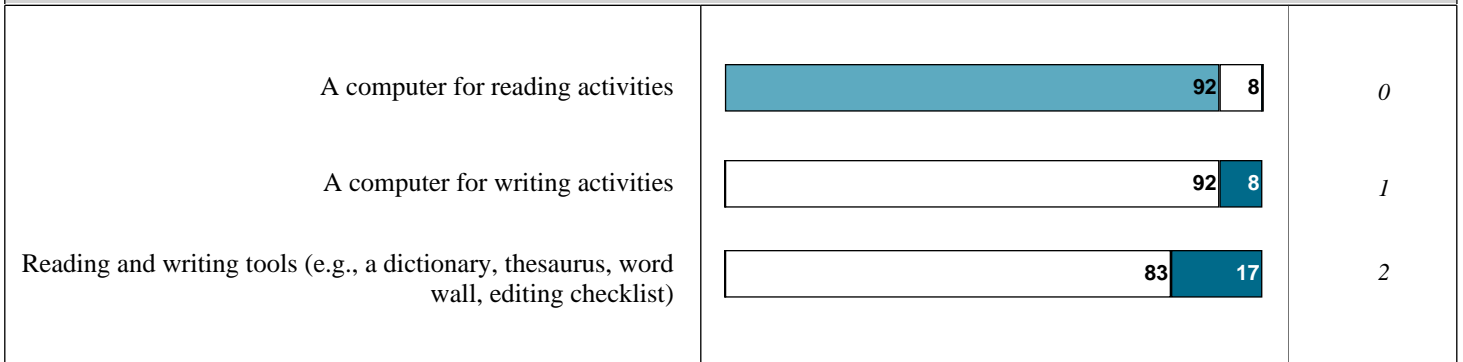 A computer for reading activities 92 8 0
A computer for writing activities 92 8 1
Reading and writing tools (e.g., a dictionary, thesaurus, word
wall, editing checklist) 83 17 2